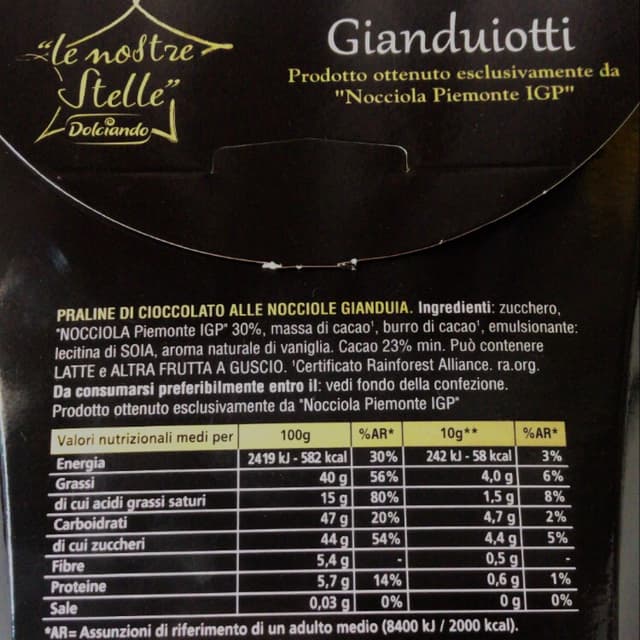 "le nostre
Stelle"
Dolciando
Gianduiotti
Prodotto ottenuto esclusivamente da
"Nocciola Piemonte IGP"
PRALINE DI CIOCCOLATO ALLE NOCCIOLE GIANDUIA. Ingredienti: zucchero,
"NOCCIOLA Piemonte IGP" 30%, massa di cacao¹, burro di cacao¹, emulsionante:
lecitina di SOIA, aroma naturale di vaniglia. Cacao 23% min. Può contenere
LATTE e ALTRA FRUTTA A GUSCIO. ¹Certificato Rainforest Alliance. ra.org.
Da consumarsi preferibilmente entro il: vedi fondo della confezione.
Prodotto ottenuto esclusivamente da "Nocciola Piemonte IGP"
Valori nutrizionali medi per 100g %AR* 10g** %AR*
Energia 2419 kJ - 582 kcal 30% 242 kJ - 58 kcal 3%
Grassi 40 g 56% 4,0 g 6%
di cui acidi grassi saturi 15 g 80% 1,5 g 8%
Carboidrati 47 g 20% 4,7 g 2%
di cui zuccheri 44 g 54% 4,4 g 5%
Fibre 5,4 g - 0,5 g -
Proteine 5,7 g 14% 0,6 g 1%
Sale 0,03 g 0% 0 g 0%
*AR= Assunzioni di riferimento di un adulto medio (8400 kJ / 2000 kcal).